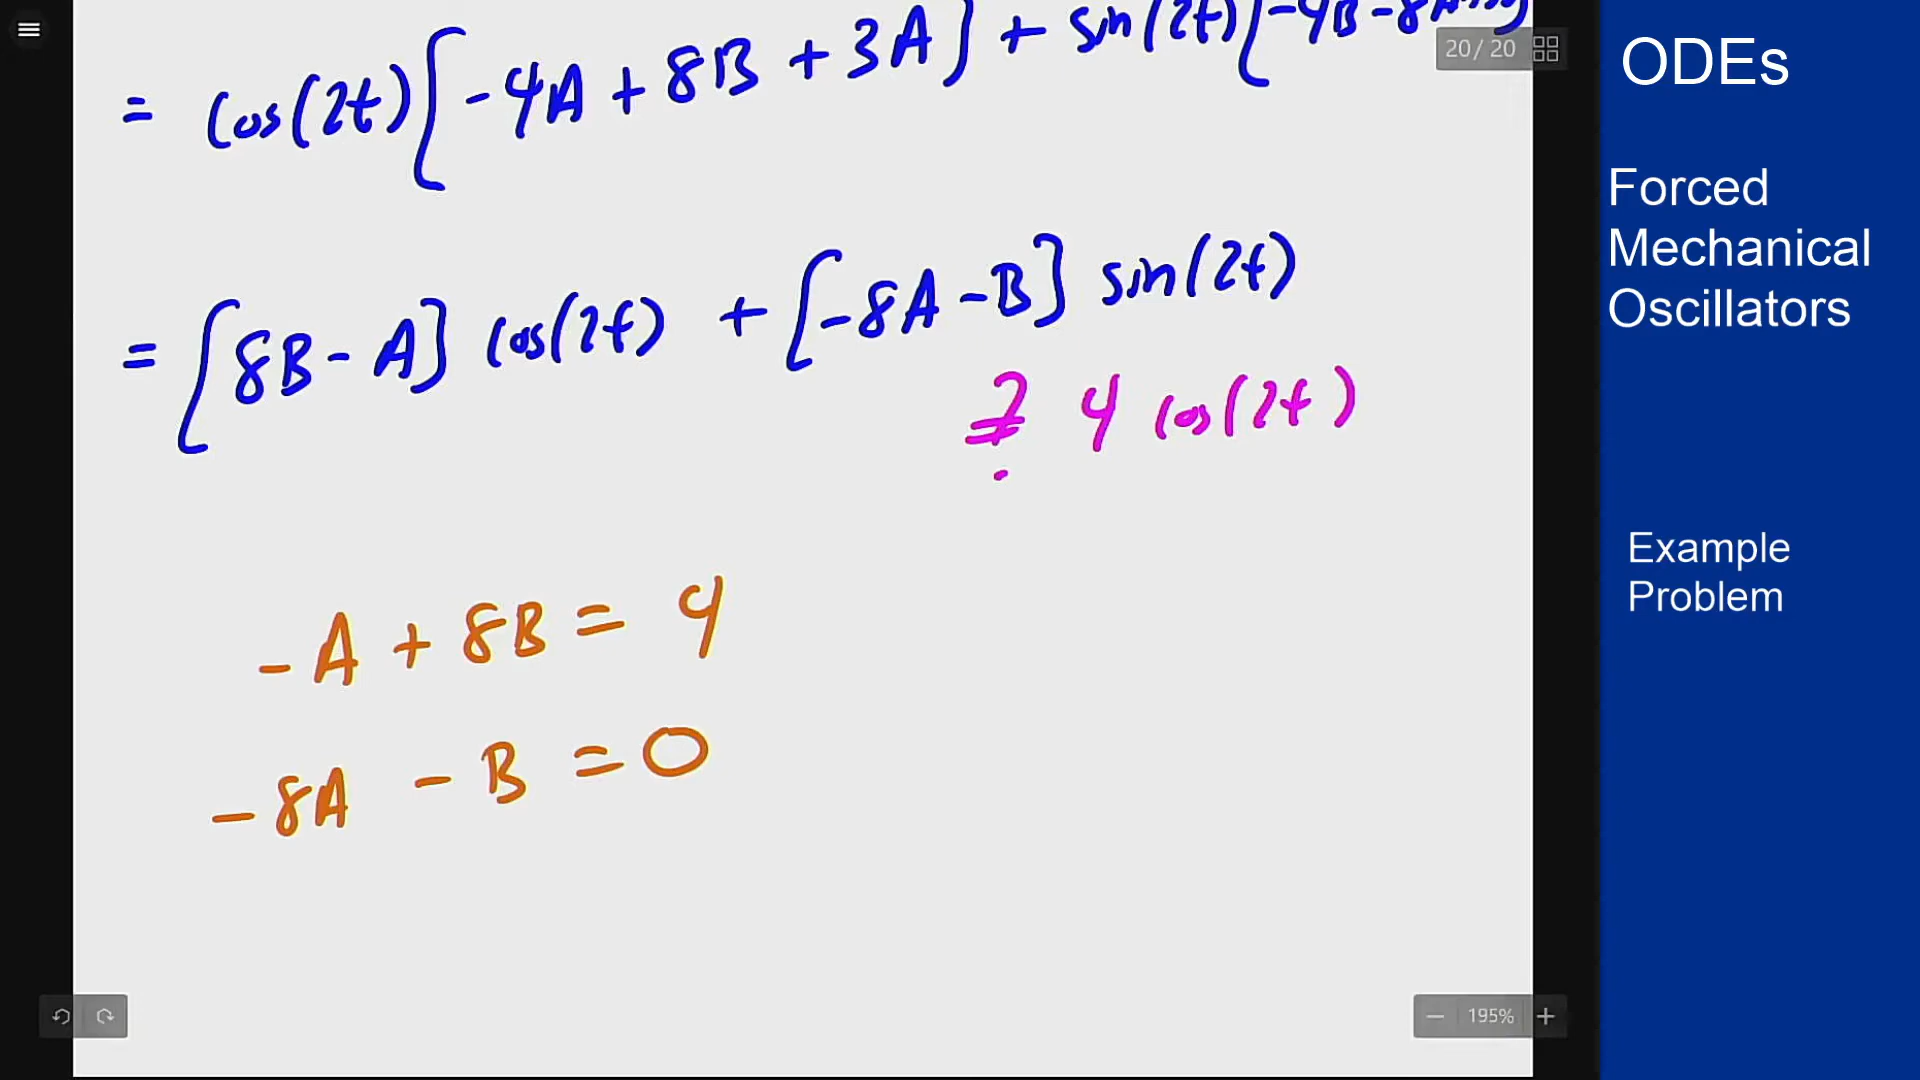 = cos(2t)[-4A + 8B + 3A] + sin(2t)[-4B - 8A
20 / 20
= [8B - A] cos(2t) + [-8A - B] sin(2t)
=? 4 cos(2t)
-A + 8B = 4
-8A - B = 0
195%
ODEs
Forced
Mechanical
Oscillators
Example
Problem